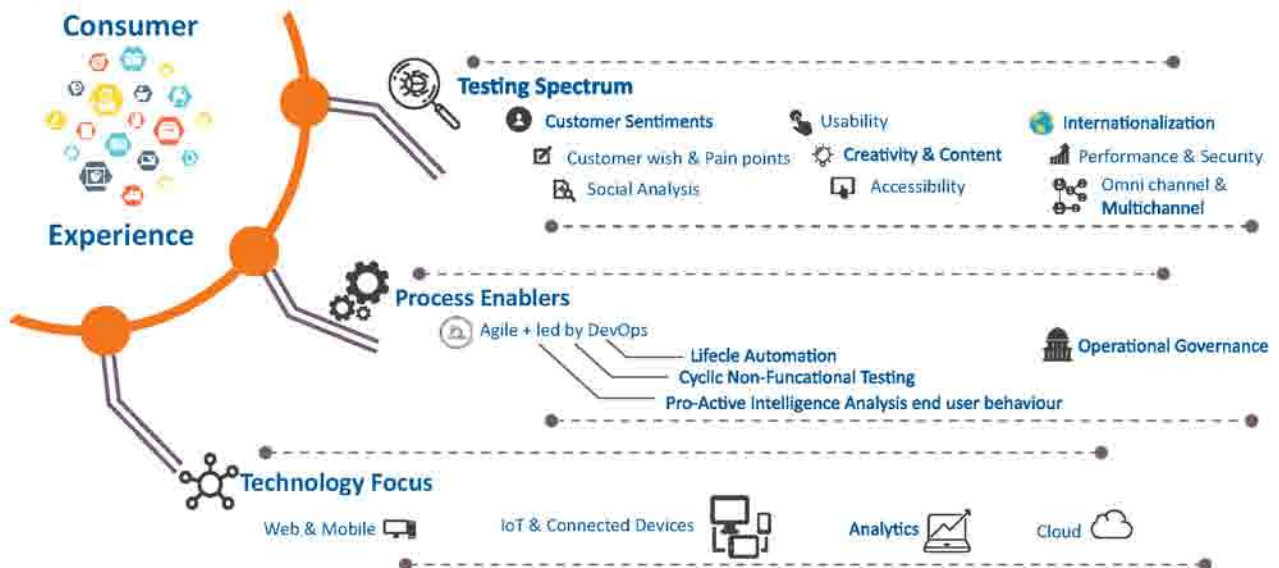 Consumer
Experience
Testing Spectrum
Customer Sentiments
Usability
Internationalization
Customer wish & Pain points
Creativity & Content
Performance & Security
Social Analysis
Accessibility
Omni channel &
Multichannel
Process Enablers
Agile + led by DevOps
Operational Governance
Lifecle Automation
Cyclic Non-Funcational Testing
Pro-Active Intelligence Analysis end user behaviour
Technology Focus
Web & Mobile
IoT & Connected Devices
Analytics
Cloud